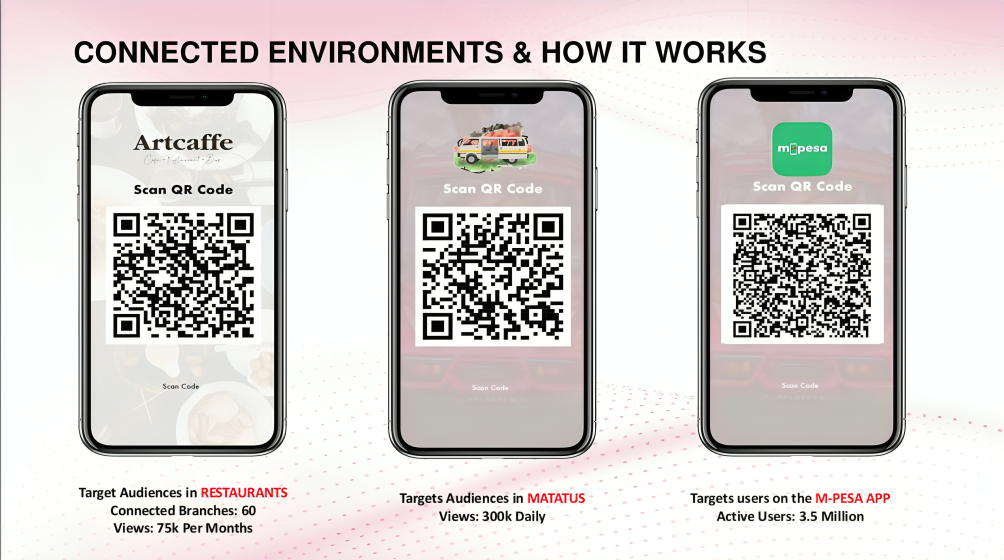 CONNECTED ENVIRONMENTS & HOW IT WORKS
Artcaffe
Scan QR Code
Scan Code
Target Audiences in RESTAURANTS
Connected Branches: 60
Views: 75k Per Months
Scan QR Code
Scan Code
Targets Audiences in MATATUS
Views: 300k Daily
m-pesa
Scan QR Code
Scan Code
Targets users on the M-PESA APP
Active Users: 3.5 Million